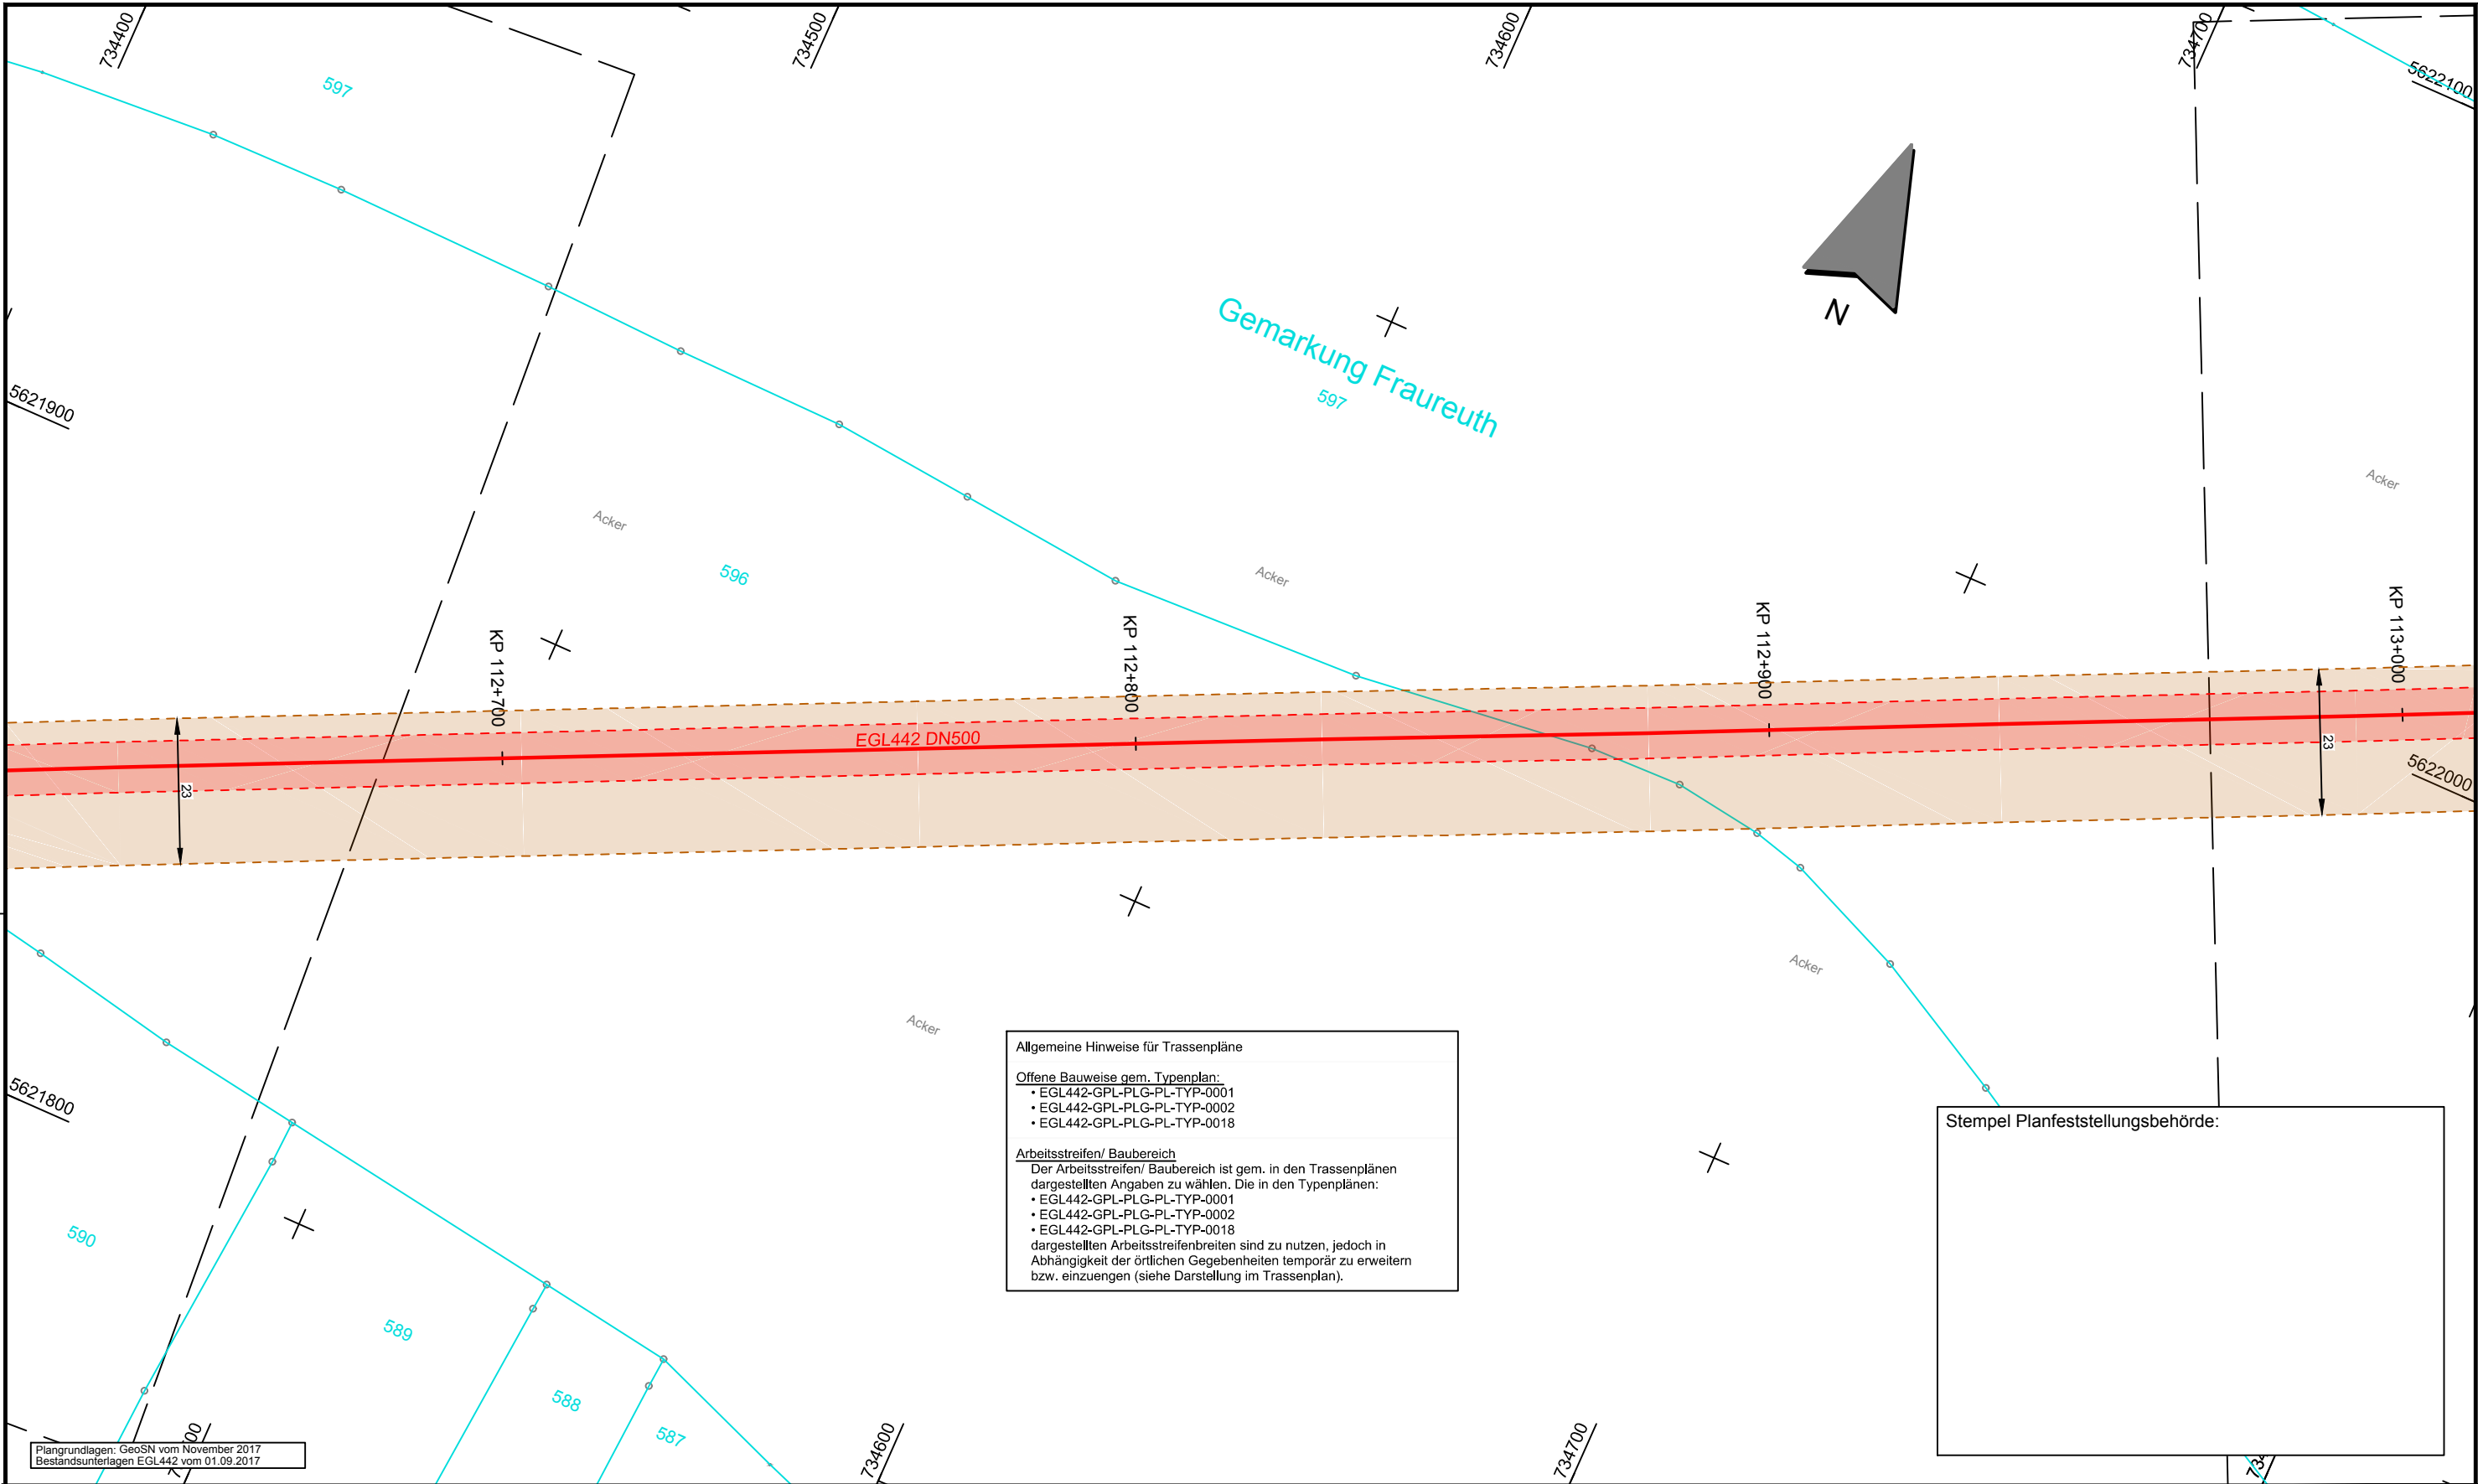 734400
734500
734600
734700
5622100
597
N
Gemarkung Fraureuth
597
5621900
Acker
Acker
Acker
596
KP 112+700
KP 112+800
KP 112+900
KP 113+000
EGL442 DN500
23
23
5622000
Acker
Acker
5621800
590
589
588
587
Allgemeine Hinweise für Trassenpläne
Offene Bauweise gem. Typenplan:
• EGL442-GPL-PLG-PL-TYP-0001
• EGL442-GPL-PLG-PL-TYP-0002
• EGL442-GPL-PLG-PL-TYP-0018
Arbeitsstreifen/ Baubereich
Der Arbeitsstreifen/ Baubereich ist gem. in den Trassenplänen
dargestellten Angaben zu wählen. Die in den Typenplänen:
• EGL442-GPL-PLG-PL-TYP-0001
• EGL442-GPL-PLG-PL-TYP-0002
• EGL442-GPL-PLG-PL-TYP-0018
dargestellten Arbeitsstreifenbreiten sind zu nutzen, jedoch in
Abhängigkeit der örtlichen Gegebenheiten temporär zu erweitern
bzw. einzuengen (siehe Darstellung im Trassenplan).
Stempel Planfeststellungsbehörde:
Plangrundlagen: GeoSN vom November 2017
Bestandsunterlagen EGL442 vom 01.09.2017
734600
734700